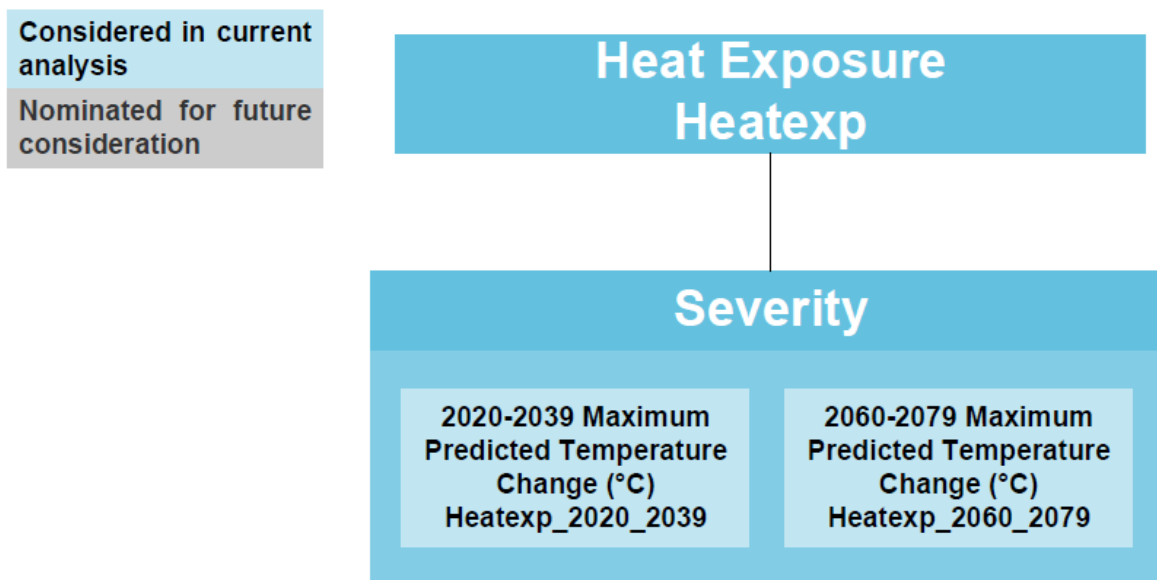 Considered in current
analysis
Nominated for future
consideration
Heat Exposure
Heatexp
Severity
2020-2039 Maximum
Predicted Temperature
Change (°C)
Heatexp_2020_2039
2060-2079 Maximum
Predicted Temperature
Change (°C)
Heatexp_2060_2079